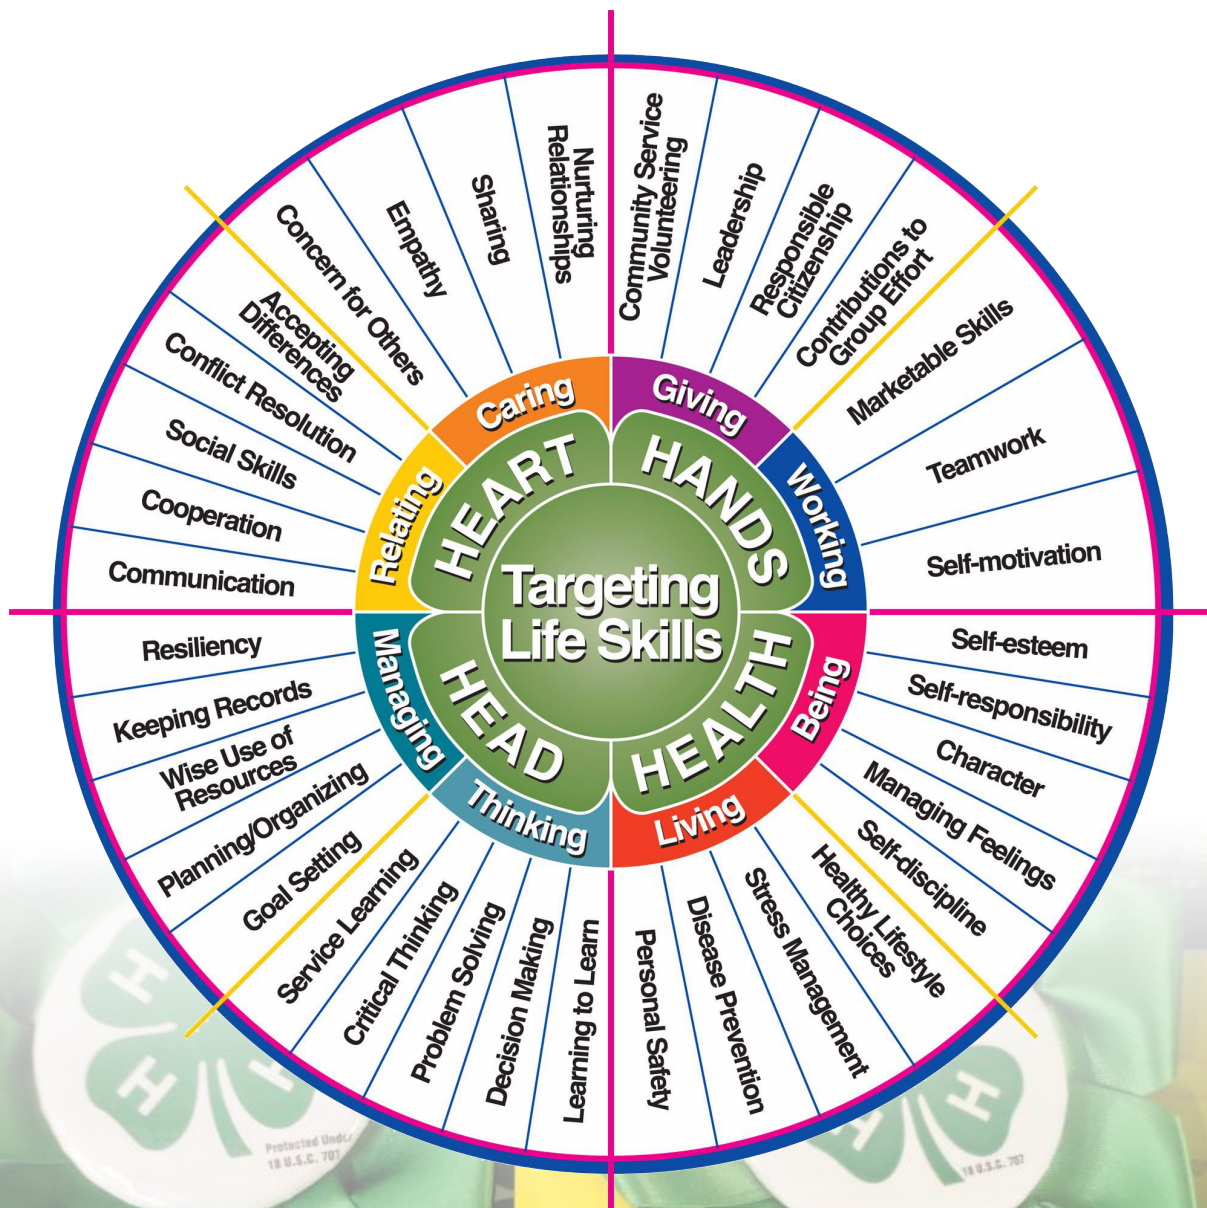 Targeting
Life Skills
HEART
HANDS
HEALTH
HEAD
Caring
Giving
Working
Being
Living
Thinking
Managing
Relating
Nurturing
Relationships
Sharing
Empathy
Concern for Others
Community Service
Volunteering
Leadership
Responsible
Citizenship
Contributions to
Group Effort
Marketable Skills
Teamwork
Self-motivation
Self-esteem
Self-responsibility
Character
Managing Feelings
Self-discipline
Healthy Lifestyle
Choices
Stress Management
Disease Prevention
Personal Safety
Learning to Learn
Decision Making
Problem Solving
Critical Thinking
Service Learning
Goal Setting
Planning/Organizing
Wise Use of
Resources
Keeping Records
Resiliency
Communication
Cooperation
Social Skills
Conflict Resolution
Accepting
Differences
H
H
H
Protected Under
18 U.S.C. 707
H
H
18 U.S.C. 707